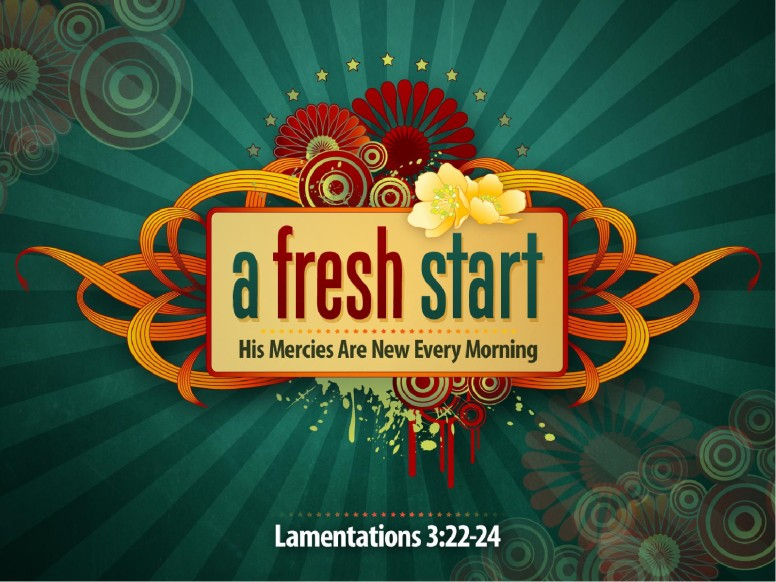 a fresh start
His Mercies Are New Every Morning
Lamentations 3:22-24